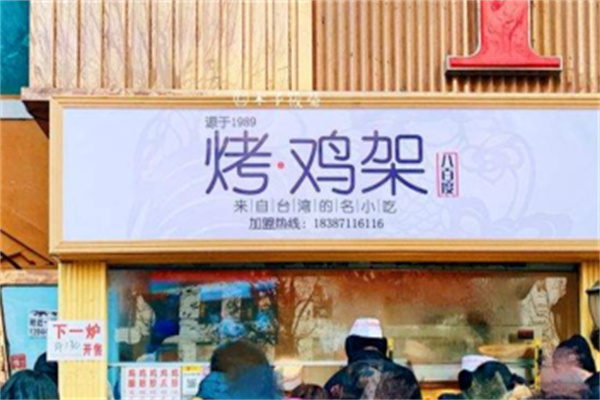 源于1989
烤·鸡架
八百度
来自台湾的名小吃
加盟热线：18387116116
下一炉
开售